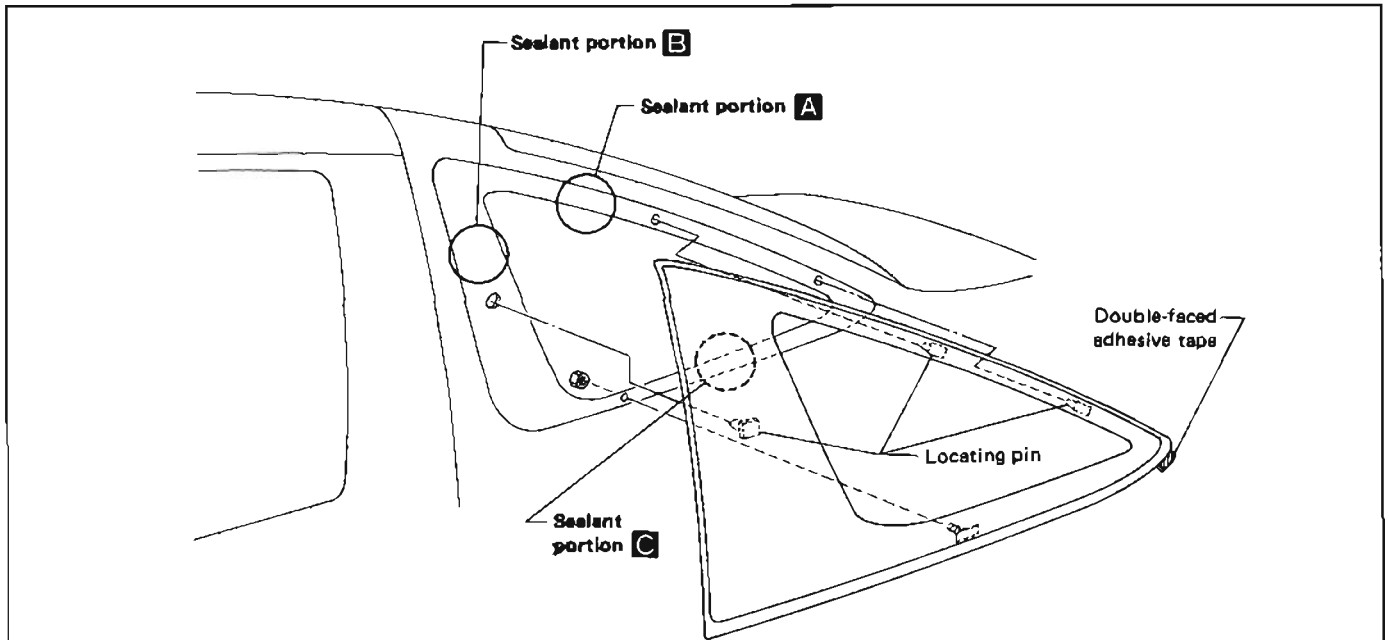 Sealant portion B
Sealant portion A
Double-faced
adhesive tape
Locating pin
Sealant
portion C